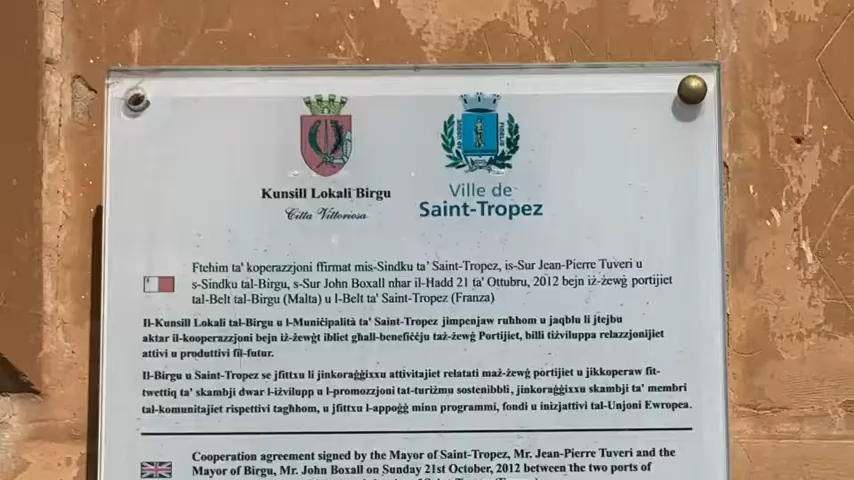 Kunsill Lokali Birgu
Citta Vittoriosa
Ville de
Saint-Tropez
Ftehim ta' koperazzjoni ffirmat mis-Sindku ta' Saint-Tropez, is-Sur Jean-Pierre Tuveri u
s-Sindku tal-Birgu, s-Sur John Boxall nhar il-Hadd 21 ta' Ottubru, 2012 bejn iż-żewġ portijiet
tal-Belt tal-Birgu (Malta) u l-Belt ta' Saint-Tropez (Franza)
Il-Kunsill Lokali tal-Birgu u l-Muniċipalità ta' Saint-Tropez jimpenjaw ruħhom u jaqblu li jtejbu
aktar il-kooperazzjoni bejn iż-żewġt ibliet għall-benefiċċju taż-żewġ Portijiet, billi tiżviluppa relazzjonijiet
attivi u produttivi fil-futur.
Il-Birgu u Saint-Tropez se jfittxu li jinkoraġġixxu attivitajiet relatati maż-żewġ portijiet u jikkoperaw fit-
twettiq ta' skambji dwar l-iżvilupp u l-promozzjoni tat-turiżmu sostenibbli, jinkoraġġixxu skambji ta' membri
tal-komunitajiet rispettivi tagħhom, u jfittxu l-appoġġ minn programmi, fondi u inizjattivi tal-Unjoni Ewropea.
Cooperation agreement signed by the Mayor of Saint-Tropez, Mr. Jean-Pierre Tuveri and the
Mayor of Birgu, Mr. John Boxall on Sunday 21st October, 2012 between the two ports of